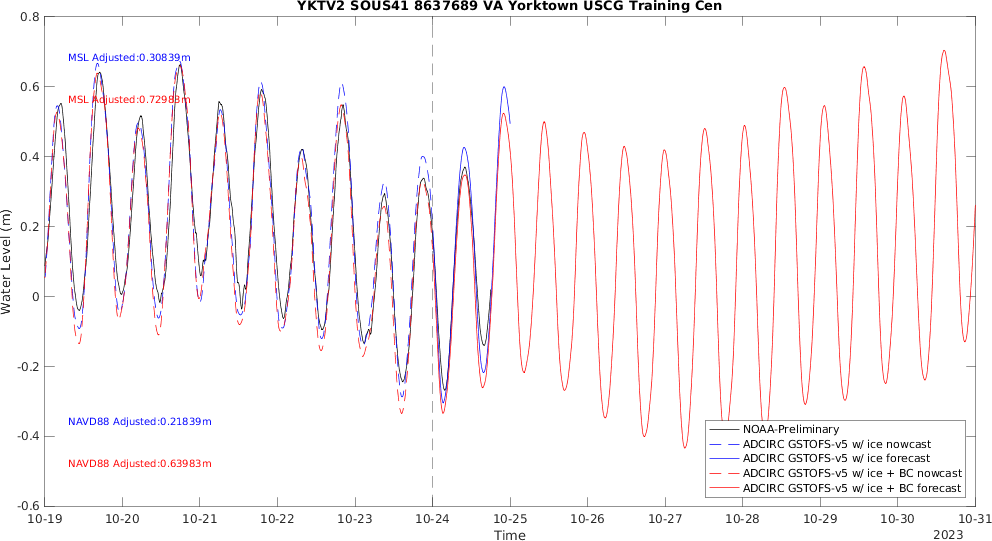 YKTV2 SOUS41 8637689 VA Yorktown USCG Training Cen
0.8
0.6
0.4
0.2
0
-0.2
-0.4
-0.6
Water Level (m)
MSL Adjusted:0.30839m
MSL Adjusted:0.72983m
NAVD88 Adjusted:0.21839m
NAVD88 Adjusted:0.63983m
NOAA-Preliminary
ADCIRC GSTOFS-v5 w/ ice nowcast
ADCIRC GSTOFS-v5 w/ ice forecast
ADCIRC GSTOFS-v5 w/ ice + BC nowcast
ADCIRC GSTOFS-v5 w/ ice + BC forecast
10-19 10-20 10-21 10-22 10-23 10-24 10-25 10-26 10-27 10-28 10-29 10-30 10-31
Time
2023